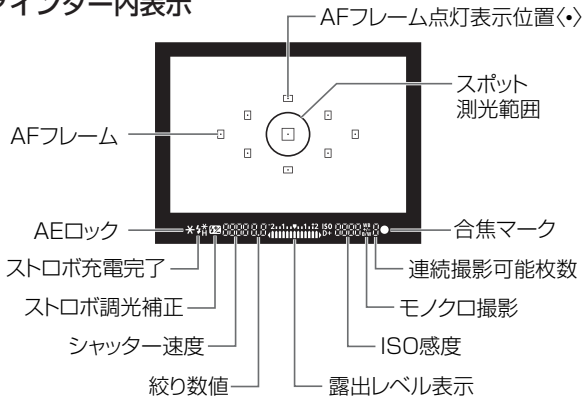 ファインダー内表示
AFフレーム点灯表示位置〈•〉
スポット
測光範囲
AFフレーム
AEロック
合焦マーク
ストロボ充電完了
連続撮影可能枚数
ストロボ調光補正
モノクロ撮影
シャッター速度
ISO感度
絞り数値
露出レベル表示